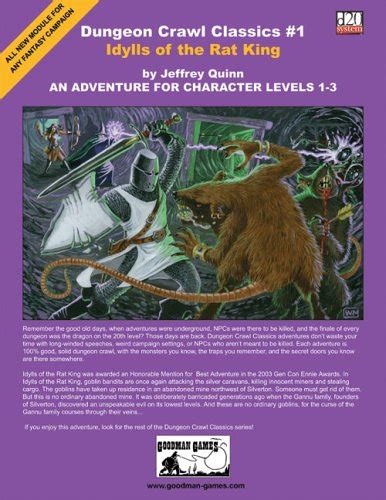 ALL NEW MODULE FOR
ANY FANTASY CAMPAIGN
d20
system
Dungeon Crawl Classics #1
Idylls of the Rat King
by Jeffrey Quinn
AN ADVENTURE FOR CHARACTER LEVELS 1-3
WM
Remember the good old days, when adventures were underground, NPCs were there to be killed, and the finale of every
dungeon was the dragon on the 20th level? Those days are back. Dungeon Crawl Classics adventures don't waste your
time with long-winded speeches, weird campaign settings, or NPCs who aren't meant to be killed. Each adventure is
100% good, solid dungeon crawl, with the monsters you know, the traps you remember, and the secret doors you know
are there somewhere.
Idylls of the Rat King was awarded an Honorable Mention for Best Adventure in the 2003 Gen Con Ennie Awards. In
Idylls of the Rat King, goblin bandits are once again attacking the silver caravans, killing innocent miners and stealing
cargo. The goblins have taken up residence in an abandoned mine northwest of Silverton. Someone must get rid of them.
But this is no ordinary abandoned mine. It was deliberately barricaded generations ago when the Gannu family, founders
of Silverton, discovered an unspeakable evil on its lowest levels. And these are no ordinary goblins, for the curse of the
Gannu family courses through their veins...
If you enjoy this adventure, look for the rest of the Dungeon Crawl Classics series!
GOODMAN GAMES
www.goodman-games.com